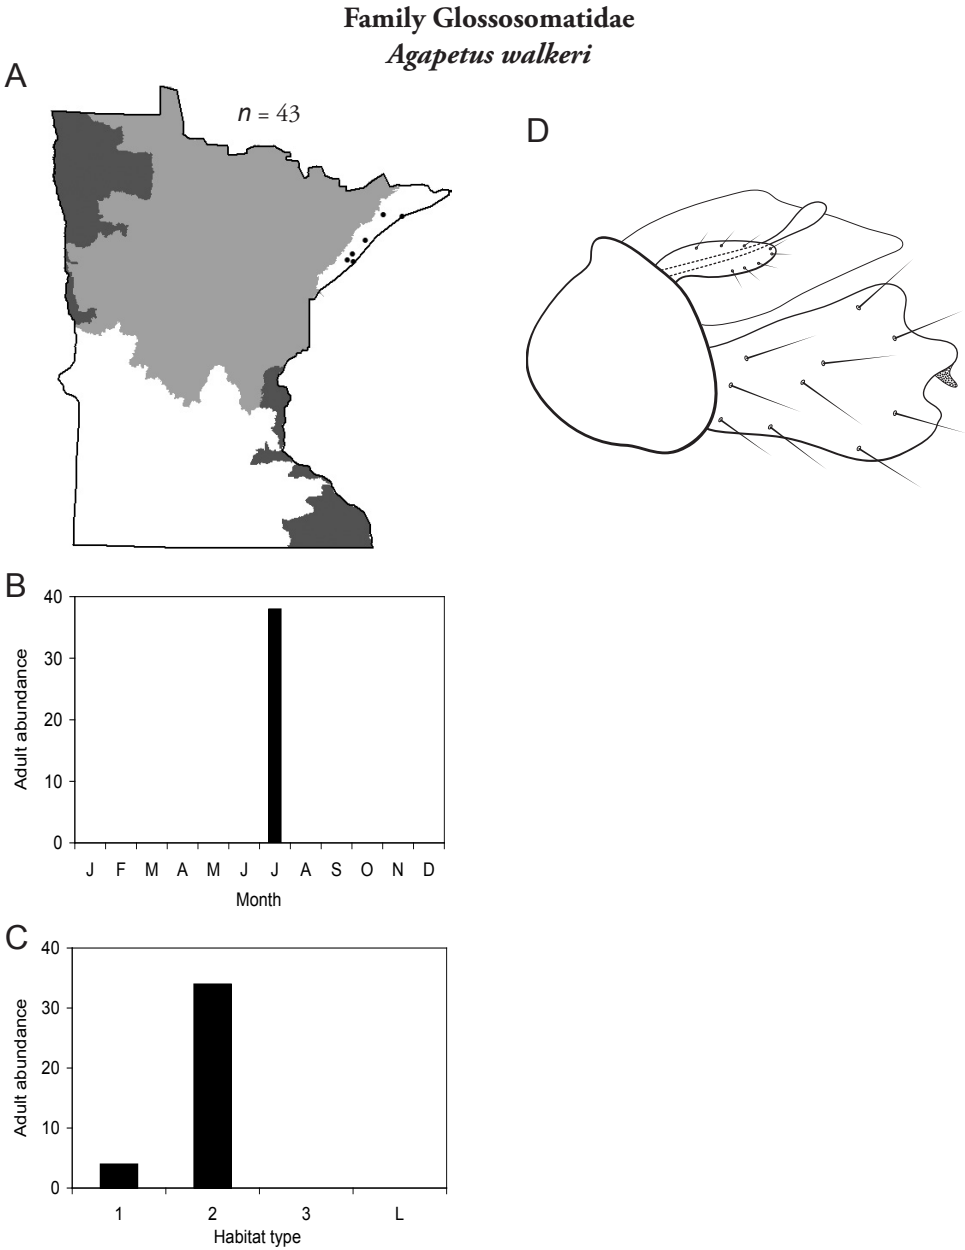 Family Glossosomatidae
Agapetus walkeri
A
n = 43
D
B
40
30
20
10
0
Adult abundance
J F M A M J J A S O N D
Month
C
40
30
20
10
0
Adult abundance
1 2 3 L
Habitat type